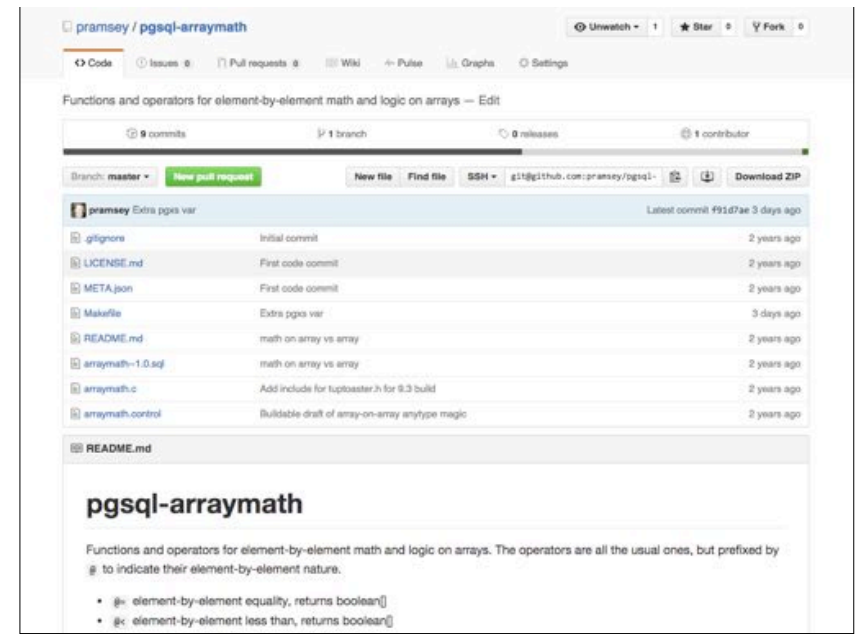 pramsey / pgsql-arraymath
Unwatch 1 Star 0 Fork 0
Code Issues 0 Pull requests 0 Wiki Pulse Graphs Settings
Functions and operators for element-by-element math and logic on arrays — Edit
9 commits 1 branch 0 releases 1 contributor
Branch: master New pull request New file Find file SSH git@github.com:pramsey/pgsql- Download ZIP
pramsey Extra pgxs var Latest commit f91d7ae 3 days ago
.gitignore Initial commit 2 years ago
LICENSE.md First code commit 2 years ago
META.json First code commit 2 years ago
Makefile Extra pgxs var 3 days ago
README.md math on array vs array 2 years ago
arraymath--1.0.sql math on array vs array 2 years ago
arraymath.c Add include for tuptoaster.h for 9.3 build 2 years ago
arraymath.control Buildable draft of array-on-array anytype magic 2 years ago
README.md
pgsql-arraymath
Functions and operators for element-by-element math and logic on arrays. The operators are all the usual ones, but prefixed by
@ to indicate their element-by-element nature.
• @= element-by-element equality, returns boolean[]
• @< element-by-element less than, returns boolean[]